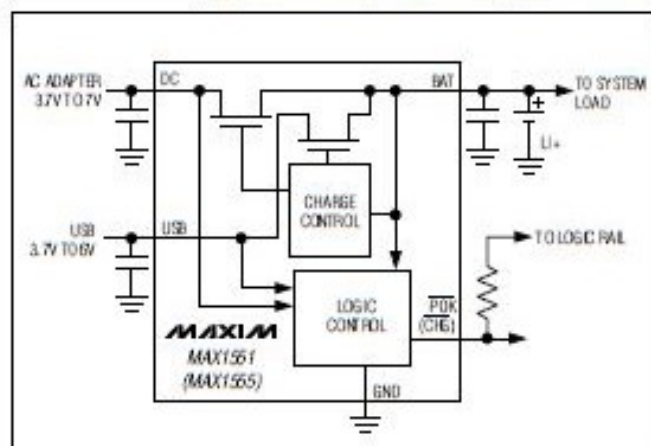 AC ADAPTER
3.7V TO 7V
DC
BAT
TO SYSTEM
LOAD
+
Li+
CHARGE
CONTROL
USB
3.7V TO 6V
USB
TO LOGIC RAIL
LOGIC
CONTROL
POK
(CHG)
MAXIM
MAX1551
(MAX1555)
GND